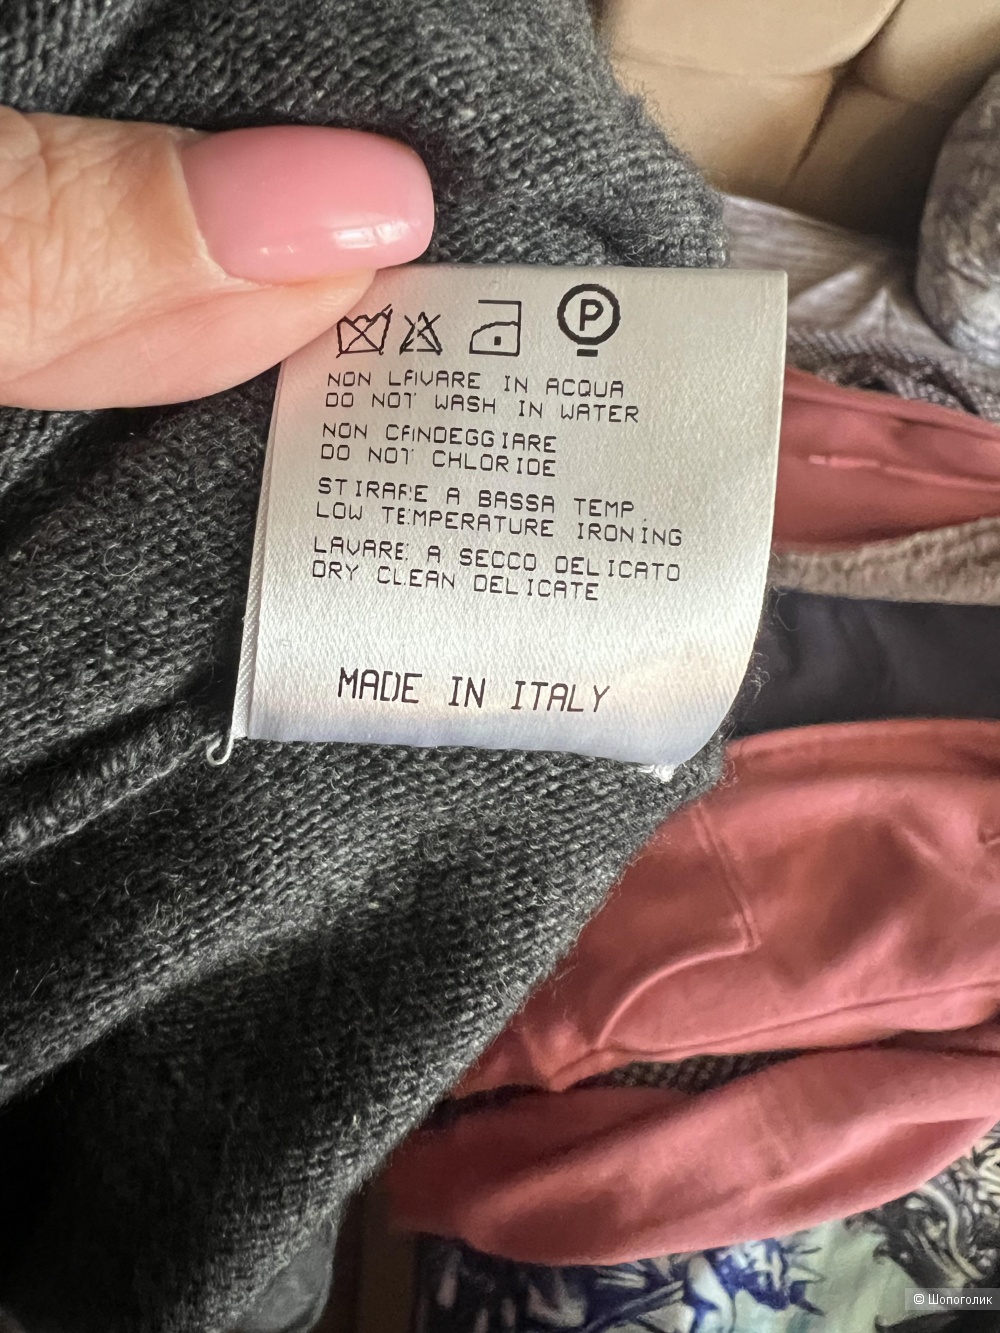 P
NON LAVARE IN ACQUA
DO NOT WASH IN WATER
NON CANDEGGIARE
DO NOT CHLORIDE
STIRARE A BASSA TEMP.
LOW TEMPERATURE IRONING
LAVARE A SECCO DELICATO
DRY CLEAN DELICATE
MADE IN ITALY
© Шопоголик